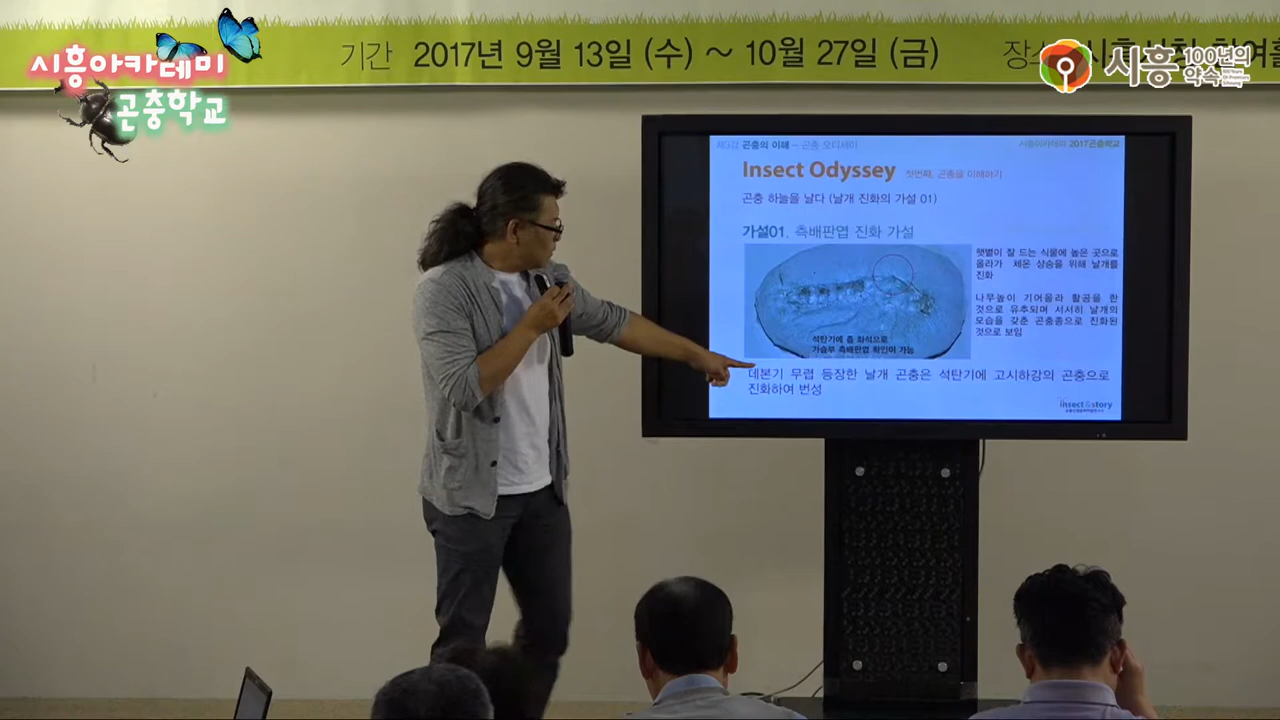 시흥아카데미
곤충학교
기간 2017년 9월 13일 (수) ~ 10월 27일 (금)
시흥 100년의
약속
제3강 곤충의 이해 - 곤충 오디세이
시흥아카데미 2017곤충학교
Insect Odyssey 첫번째, 곤충을 이해하기
곤충 하늘을 날다 (날개 진화의 가설 01)
가설01. 측배판엽 진화 가설
햇볕이 잘 드는 식물에 높은 곳으로
올라가 체온 상승을 위해 날개를
진화
나무높이 기어올라 활공을 한
것으로 유추되며 서서히 날개의
모습을 갖춘 곤충종으로 진화된
것으로 보임
석탄기에 좀 화석으로
가슴부 측배판엽 확인이 가능
데본기 무렵 등장한 날개 곤충은 석탄기에 고시하강의 곤충으로
진화하여 번성
insect & story